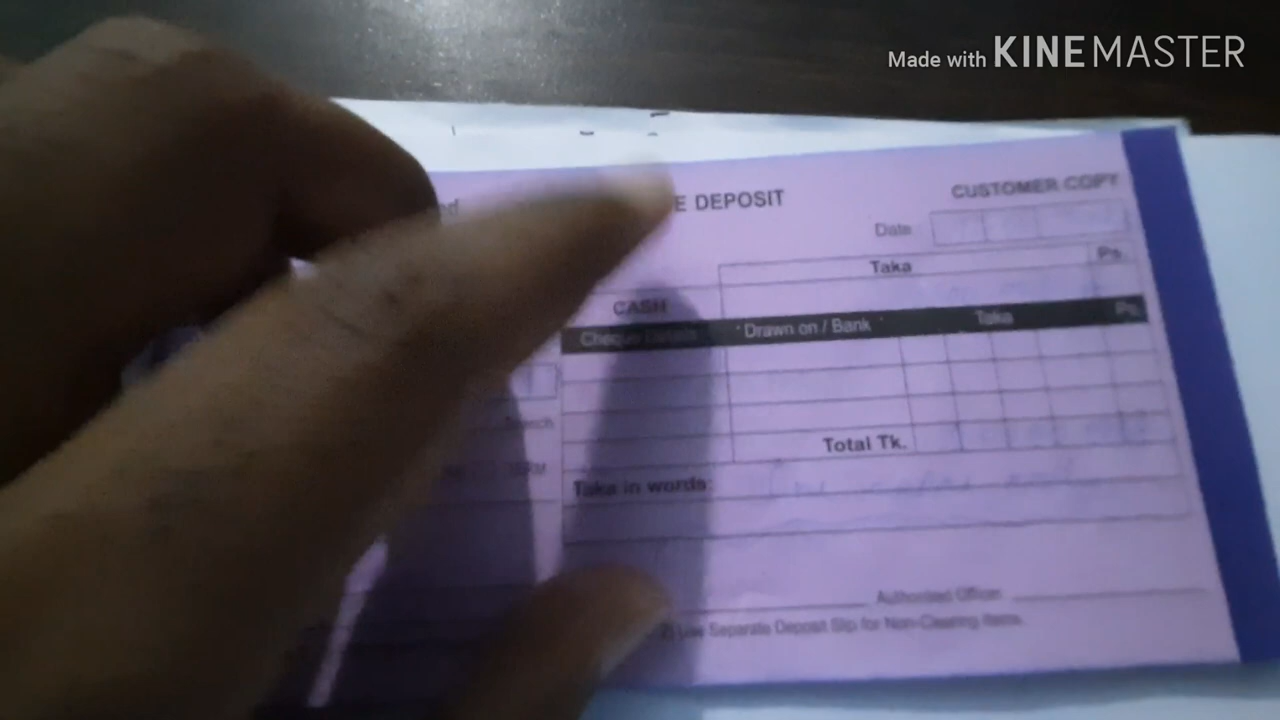 Made with KINEMASTER
E DEPOSIT
CUSTOMER COPY
Date
Taka Ps.
CASH
Cheque Details Drawn on / Bank Taka Ps.
Total Tk.
Taka in words:
Authorised Officer
Use Separate Deposit Slip for Non-Clearing Items.